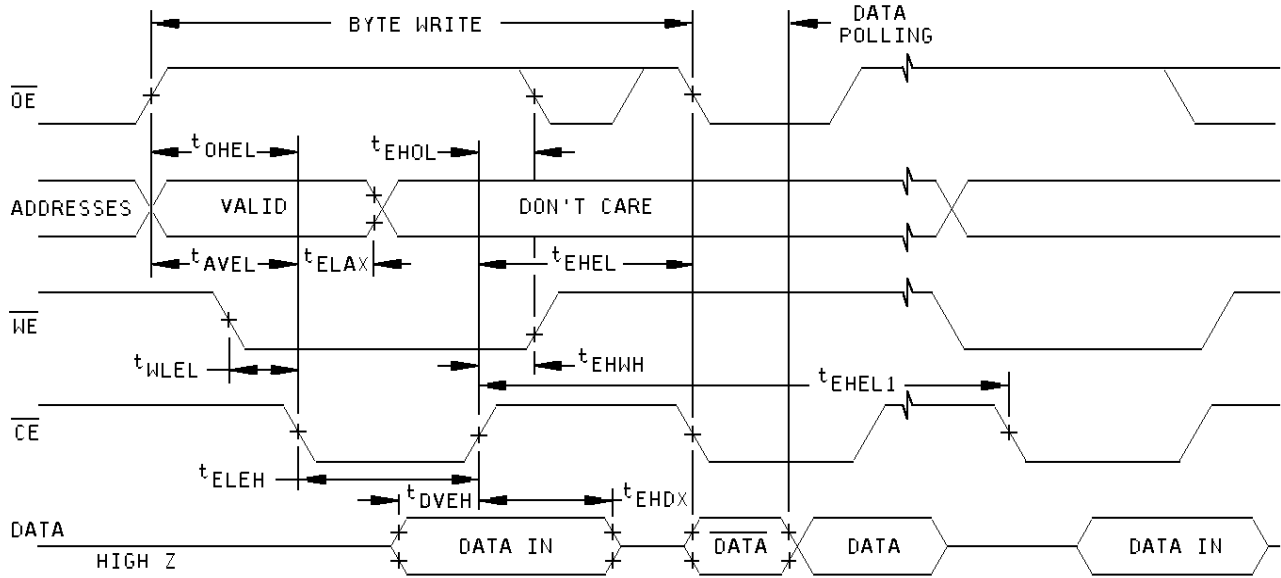 BYTE WRITE
DATA
POLLING
OE
tOHEL
tEHOL
ADDRESSES
VALID
DON'T CARE
tAVEL
tELAX
tEHEL
WE
tWLEL
tEHWH
tEHEL1
CE
tELEH
tDVEH
tEHDX
DATA
HIGH Z
DATA IN
DATA
DATA
DATA IN